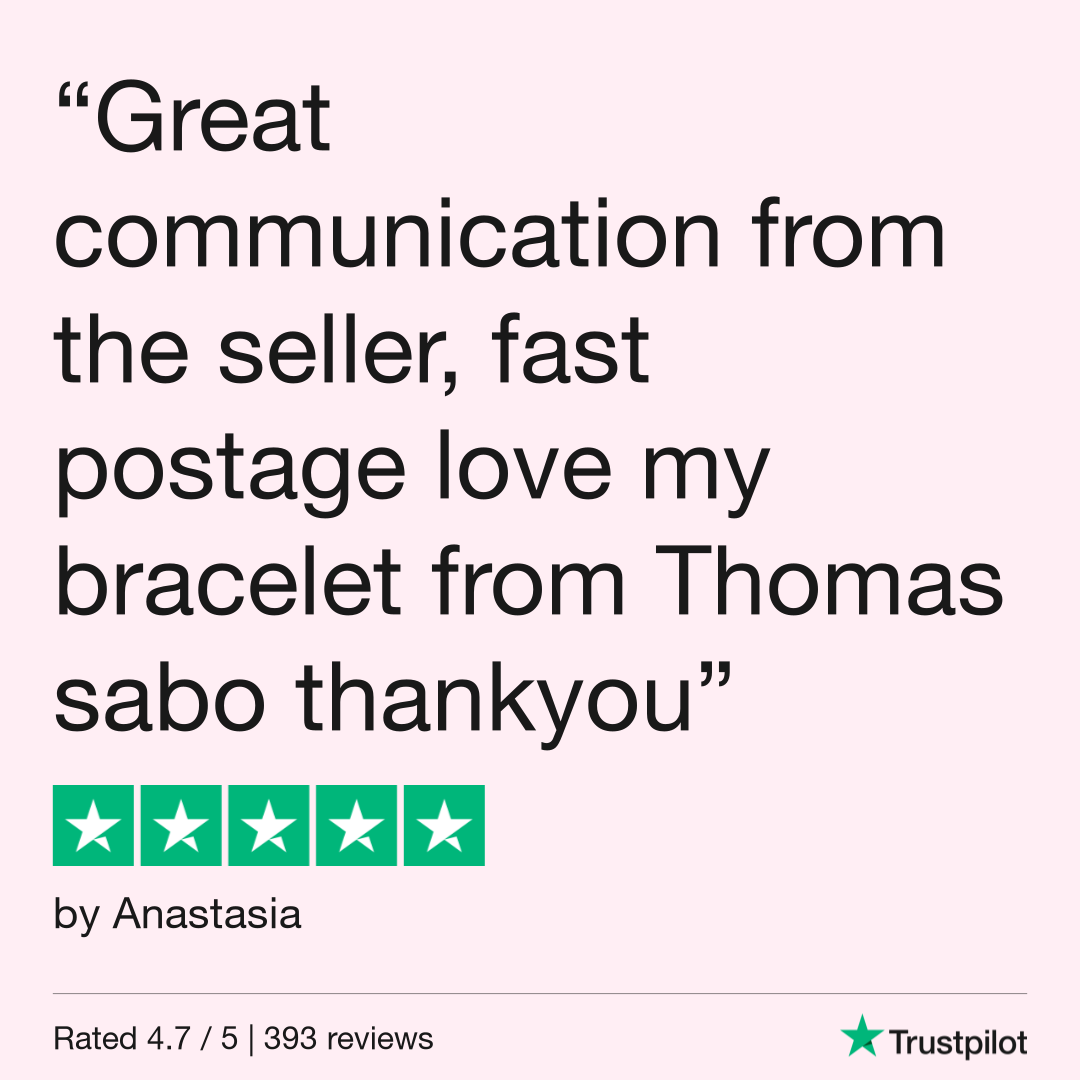 “Great
communication from
the seller, fast
postage love my
bracelet from Thomas
sabo thankyou”
by Anastasia
Rated 4.7 / 5 | 393 reviews
Trustpilot